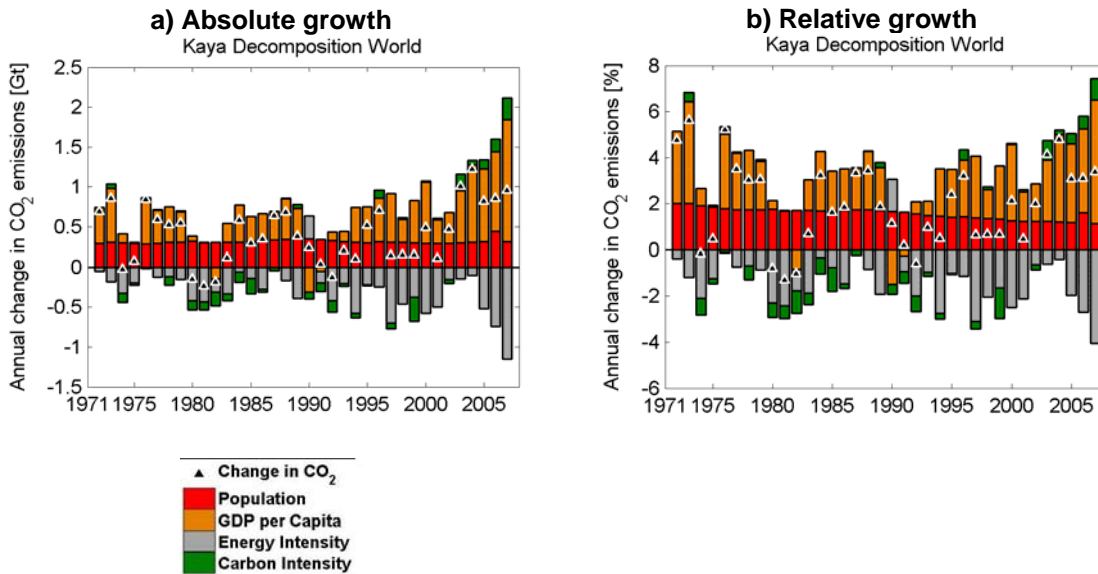 a) Absolute growth
Kaya Decomposition World
Annual change in CO2 emissions [Gt]
2.5
2
1.5
1
0.5
0
-0.5
-1
-1.5
1971 1975 1980 1985 1990 1995 2000 2005
b) Relative growth
Kaya Decomposition World
Annual change in CO2 emissions [%]
8
6
4
2
0
-2
-4
-6
1971 1975 1980 1985 1990 1995 2000 2005
Change in CO2
Population
GDP per Capita
Energy Intensity
Carbon Intensity